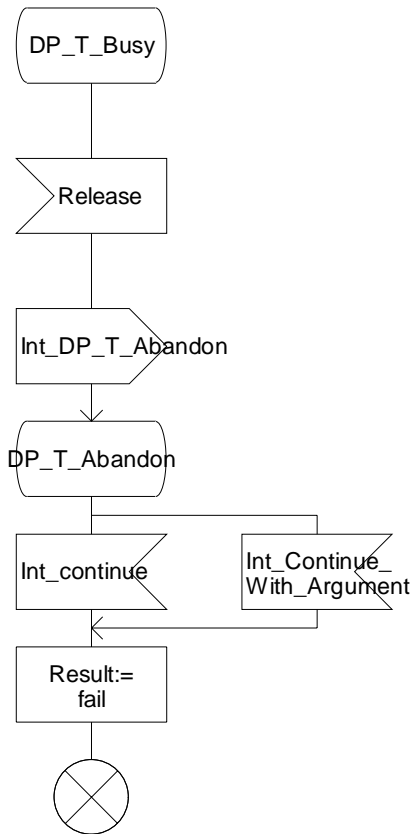 DP_T_Busy
Release
Int_DP_T_Abandon
DP_T_Abandon
Int_continue
Int_Continue_
With_Argument
Result:=
fail